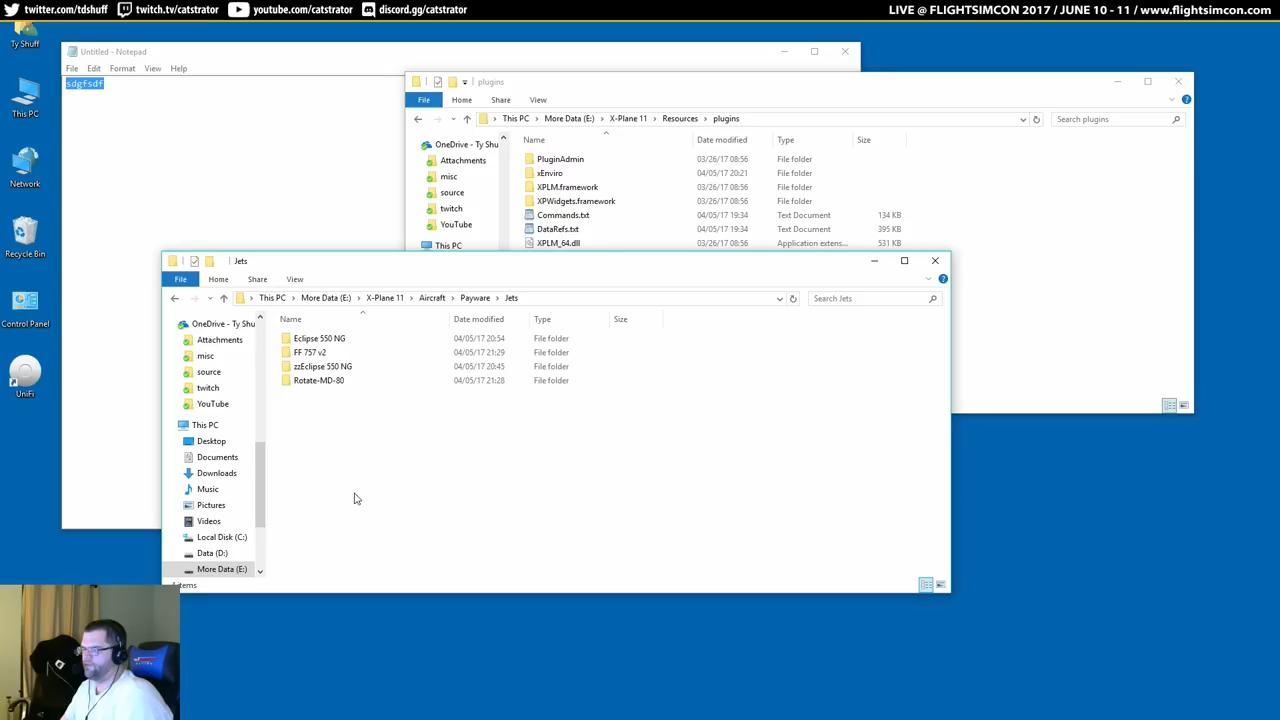 twitter.com/tdshuff twitch.tv/catstrator youtube.com/catstrator discord.gg/catstrator LIVE @ FLIGHTSIMCON 2017 / JUNE 10 - 11 / www.flightsimcon.com
Ty Shuff
This PC
Network
Recycle Bin
Control Panel
UniFi
Untitled - Notepad
File Edit Format View Help
sdgfsdf
plugins
File Home Share View
This PC > More Data (E:) > X-Plane 11 > Resources > plugins Search plugins
Name Date modified Type Size
OneDrive - Ty Shu
Attachments
misc
source
twitch
YouTube
This PC
PluginAdmin 03/26/17 08:56 File folder
xEnviro 04/05/17 20:21 File folder
XPLM.framework 03/26/17 08:56 File folder
XPWidgets.framework 03/26/17 08:56 File folder
Commands.txt 04/05/17 19:34 Text Document 134 KB
DataRefs.txt 04/05/17 19:34 Text Document 395 KB
XPLM_64.dll 03/26/17 08:56 Application extens... 531 KB
Jets
File Home Share View
This PC > More Data (E:) > X-Plane 11 > Aircraft > Payware > Jets Search Jets
Name Date modified Type Size
OneDrive - Ty Shu
Attachments
misc
source
twitch
YouTube
This PC
Desktop
Documents
Downloads
Music
Pictures
Videos
Local Disk (C:)
Data (D:)
More Data (E:)
Eclipse 550 NG 04/05/17 20:54 File folder
FF 757 v2 04/05/17 21:29 File folder
zzEclipse 550 NG 04/05/17 20:45 File folder
Rotate-MD-80 04/05/17 21:28 File folder
items